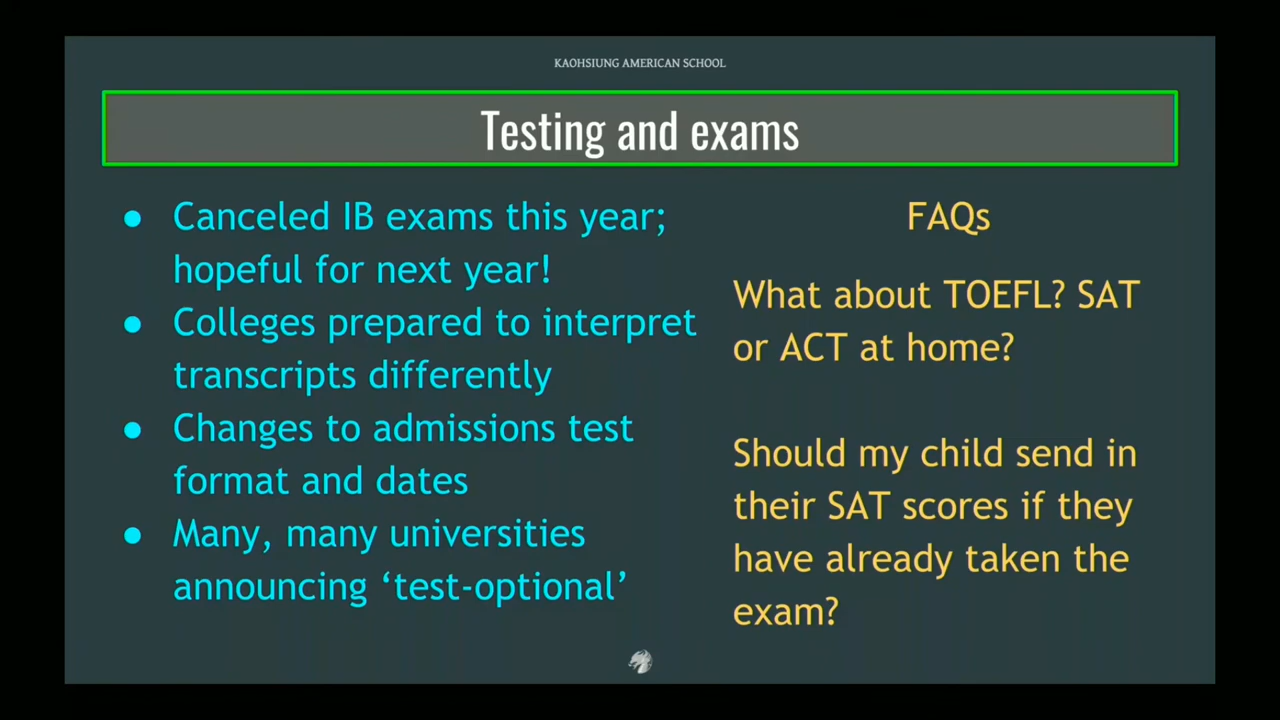 KAOHSIUNG AMERICAN SCHOOL
Testing and exams
● Canceled IB exams this year;
hopeful for next year!
● Colleges prepared to interpret
transcripts differently
● Changes to admissions test
format and dates
● Many, many universities
announcing ‘test-optional’
FAQs
What about TOEFL? SAT
or ACT at home?
Should my child send in
their SAT scores if they
have already taken the
exam?